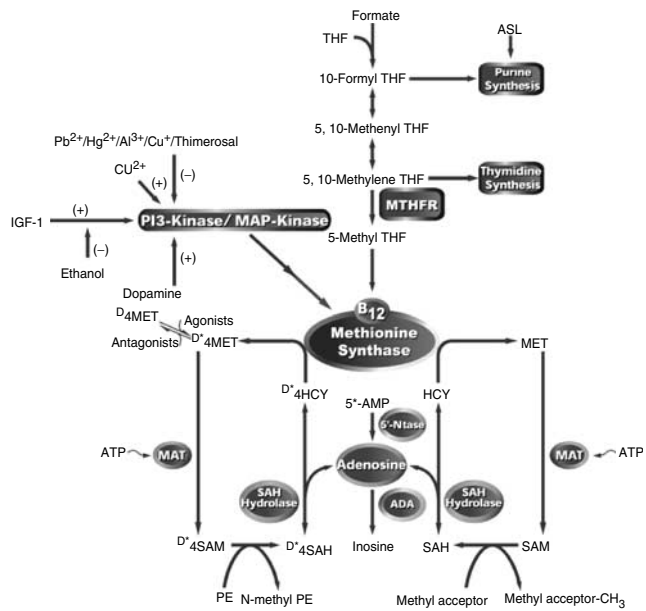 Formate
THF
ASL
10-Formyl THF
Purine
Synthesis
5, 10-Methenyl THF
Pb2+/Hg2+/Al3+/Cu+/Thimerosal
CU2+
(+)
(−)
5, 10-Methylene THF
Thymidine
Synthesis
MTHFR
IGF-1
(+)
PI3-Kinase/ MAP-Kinase
5-Methyl THF
(−)
Ethanol
(+)
Dopamine
B12
Methionine
Synthase
D4MET
Agonists
Antagonists
D*4MET
MET
D*4HCY
HCY
5*-AMP
5'-Ntase
ATP
MAT
Adenosine
MAT
ATP
SAH
Hydrolase
ADA
SAH
Hydrolase
D*4SAM
D*4SAH
Inosine
SAH
SAM
PE
N-methyl PE
Methyl acceptor
Methyl acceptor-CH3